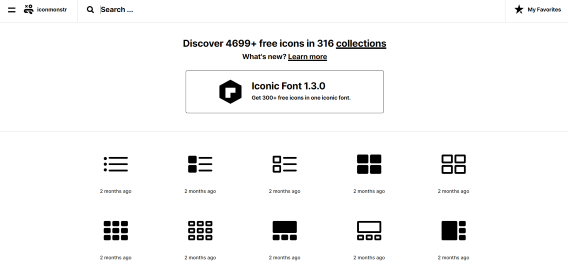 iconmonstr
Search ...
My Favorites
Discover 4699+ free icons in 316 collections
What's new? Learn more
Iconic Font 1.3.0
Get 300+ free icons in one iconic font.
2 months ago
2 months ago
2 months ago
2 months ago
2 months ago
2 months ago
2 months ago
2 months ago
2 months ago
2 months ago